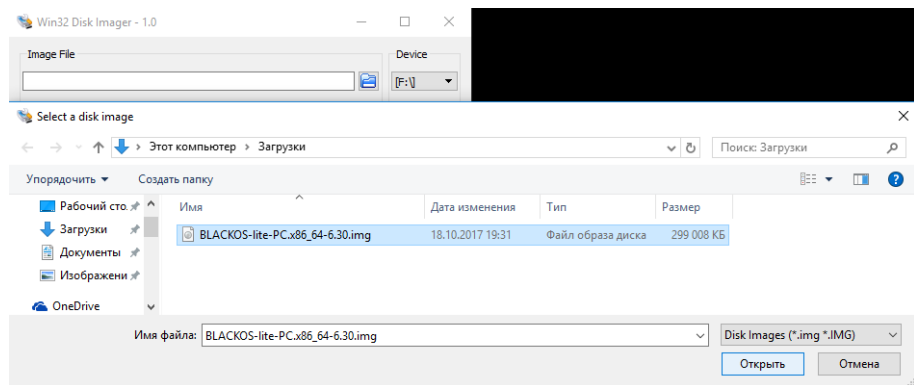 Win32 Disk Imager - 1.0
Image File
Device
[F:\]
Select a disk image
Этот компьютер › Загрузки
Поиск: Загрузки
Упорядочить
Создать папку
Рабочий сто.
Загрузки
Документы
Изображени
OneDrive
Имя
Дата изменения
Тип
Размер
BLACKOS-lite-PC.x86_64-6.30.img
18.10.2017 19:31
Файл образа диска
299 008 КБ
Имя файла:
BLACKOS-lite-PC.x86_64-6.30.img
Disk Images (*.img *.IMG)
Открыть
Отмена